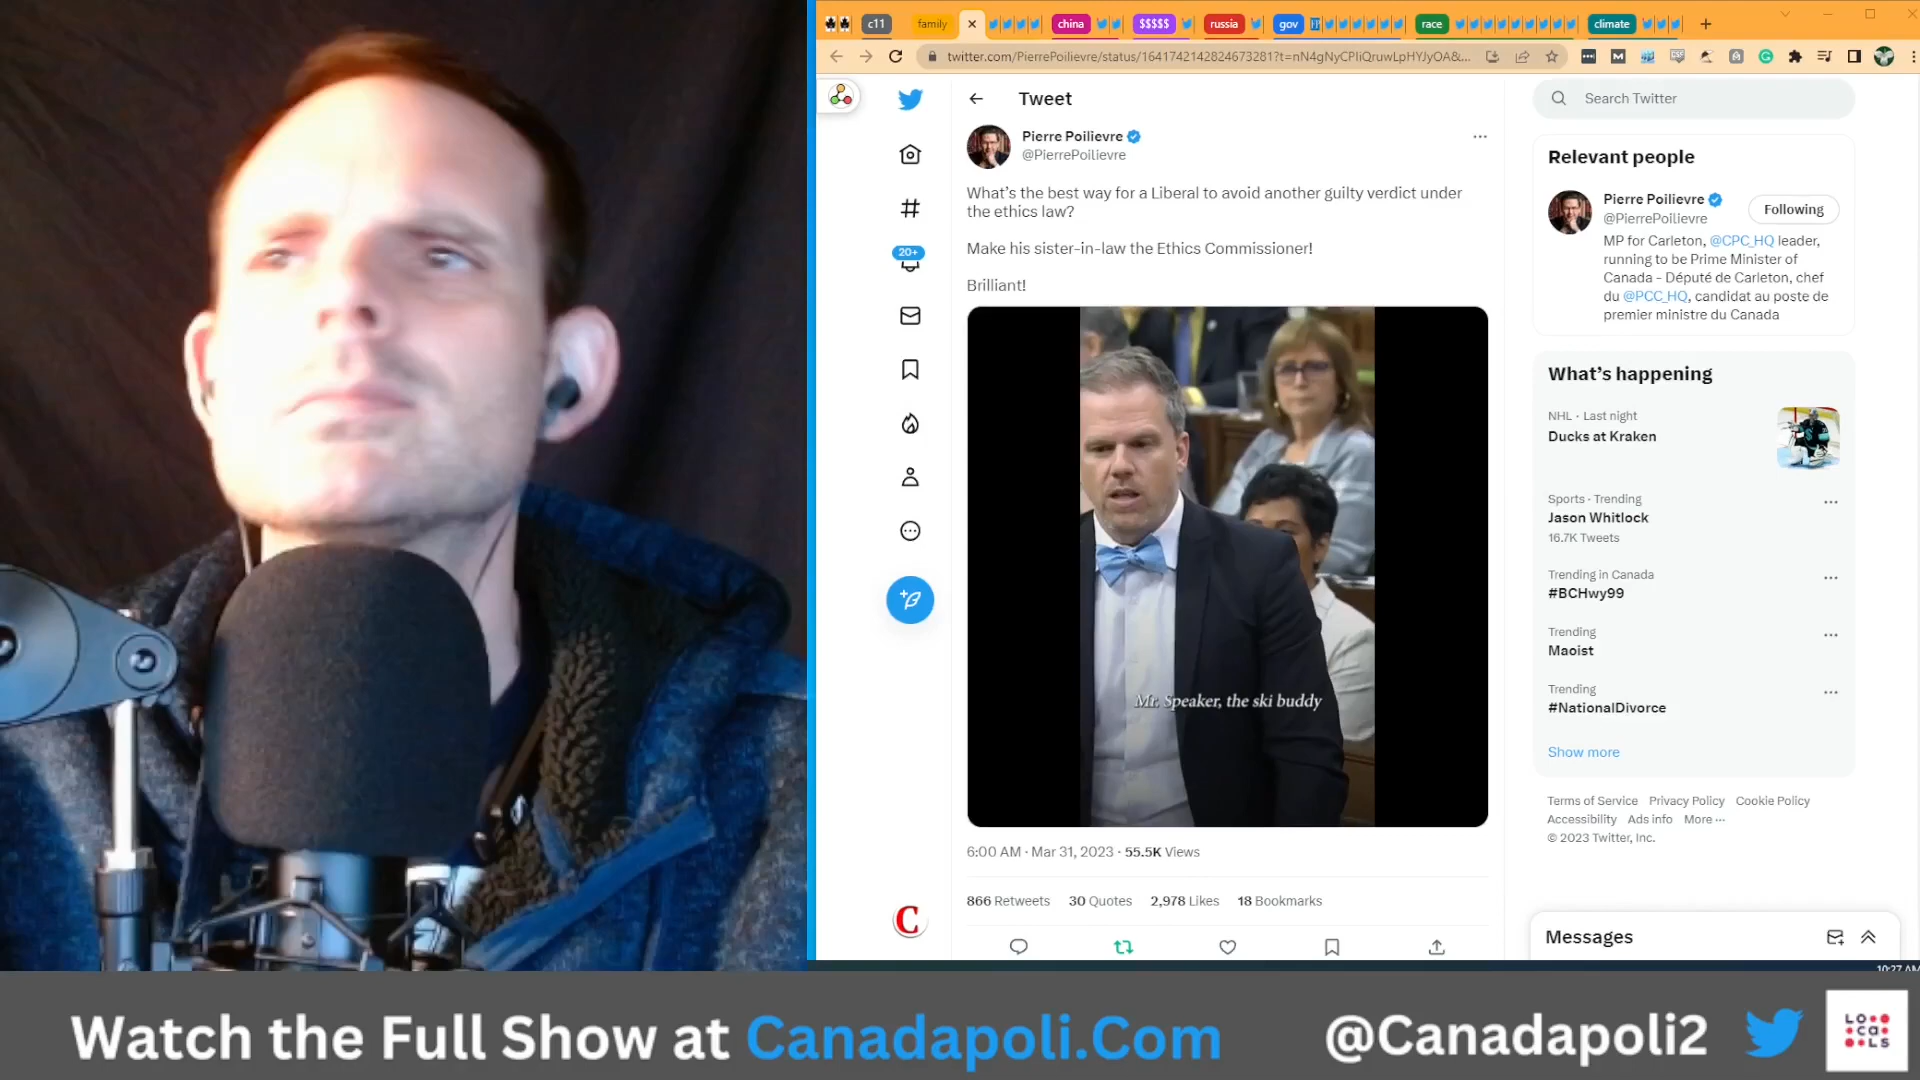 c11
family
china
$$$$$
russia
gov
race
climate
twitter.com/PierrePoilievre/status/1641742142824673281?t=nN4gNyCPIiQruwLpHYJyOA&...
Tweet
Search Twitter
Pierre Poilievre
@PierrePoilievre
What's the best way for a Liberal to avoid another guilty verdict under
the ethics law?
Make his sister-in-law the Ethics Commissioner!
Brilliant!
Mr. Speaker, the ski buddy
6:00 AM · Mar 31, 2023 · 55.5K Views
866 Retweets 30 Quotes 2,978 Likes 18 Bookmarks
20+
Relevant people
Pierre Poilievre
@PierrePoilievre
Following
MP for Carleton, @CPC_HQ leader,
running to be Prime Minister of
Canada - Député de Carleton, chef
du @PCC_HQ, candidat au poste de
premier ministre du Canada
What's happening
NHL · Last night
Ducks at Kraken
Sports · Trending
Jason Whitlock
16.7K Tweets
Trending in Canada
#BCHwy99
Trending
Maoist
Trending
#NationalDivorce
Show more
Terms of Service Privacy Policy Cookie Policy
Accessibility Ads info More ···
© 2023 Twitter, Inc.
C
Messages
10:27 AM
Watch the Full Show at Canadapoli.Com
@Canadapoli2
LO
ca
LS